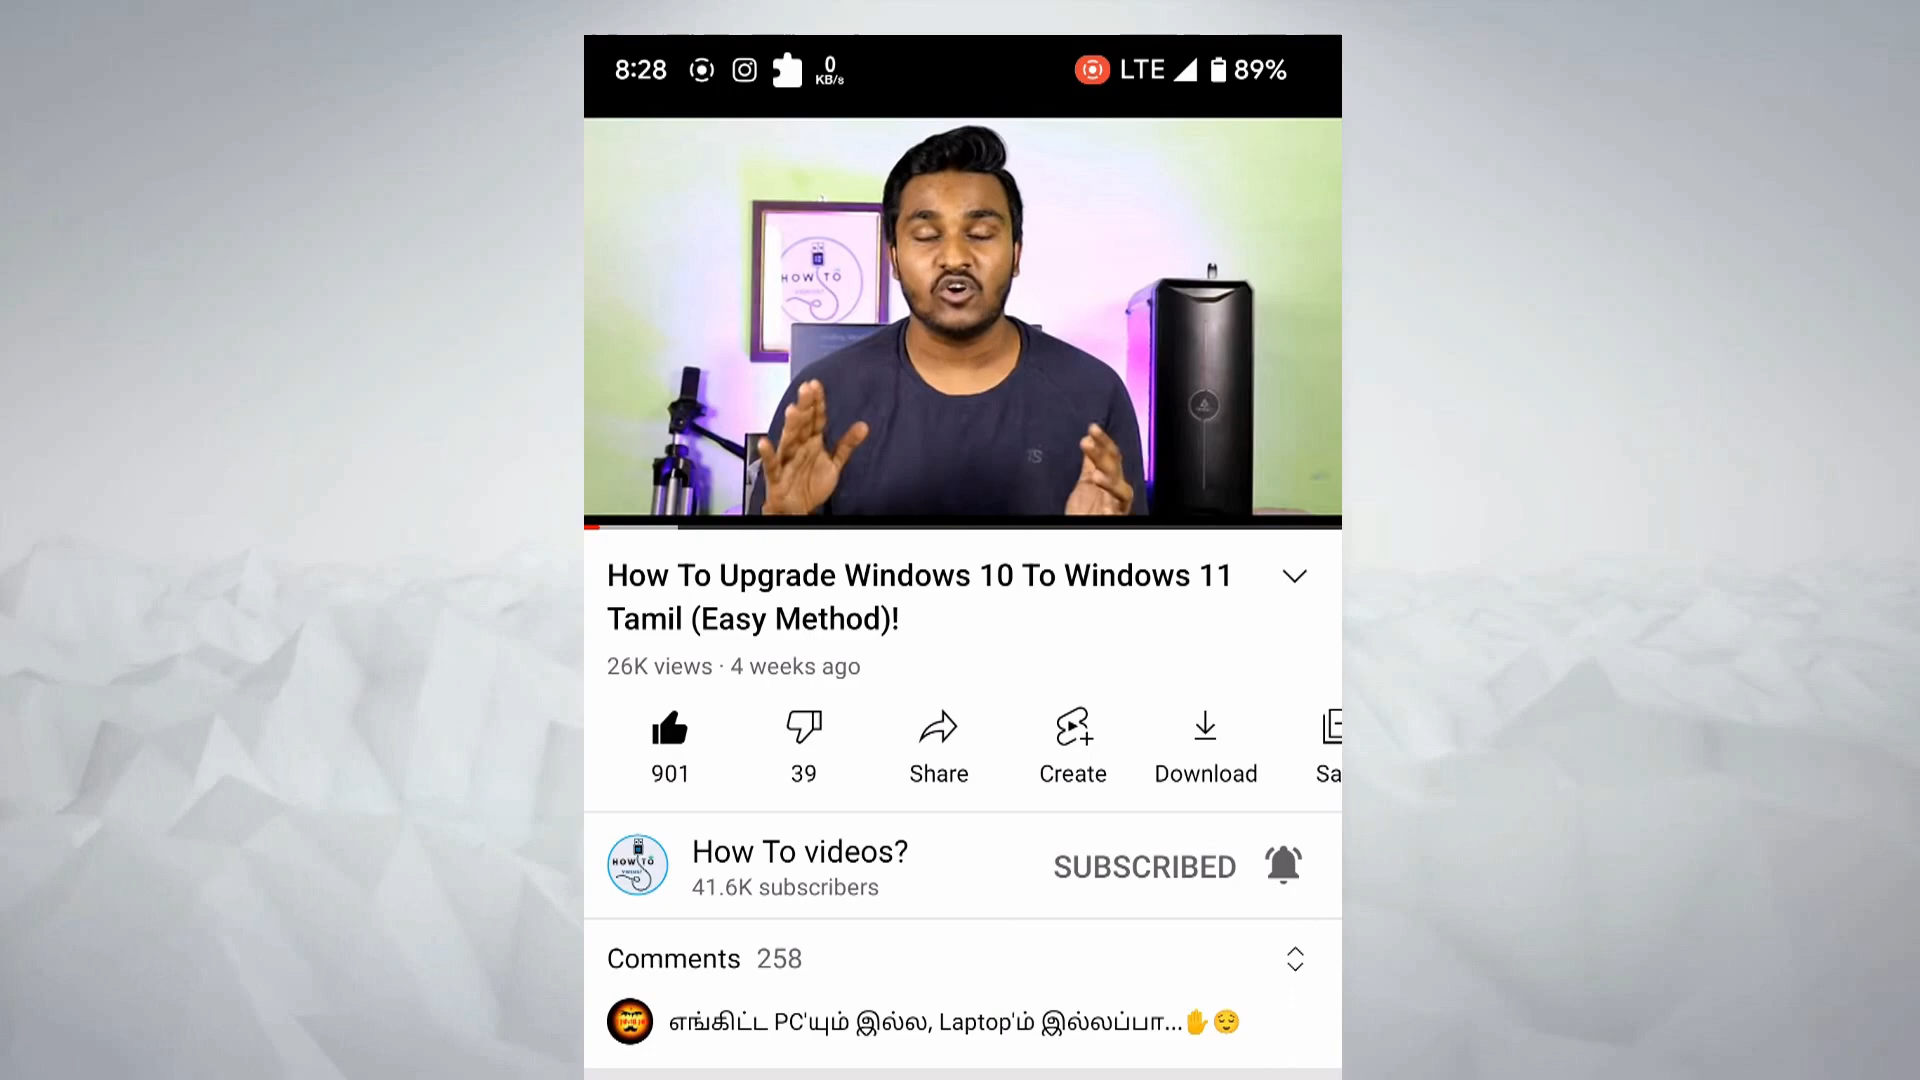 8:28 0 KB/s LTE 89%
HOW TO
How To Upgrade Windows 10 To Windows 11
Tamil (Easy Method)!
26K views · 4 weeks ago
901 39 Share Create Download Sa
How To videos?
41.6K subscribers
SUBSCRIBED
HOW TO
Comments 258
எங்கிட்ட PC'யும் இல்ல, Laptop'ம் இல்லப்பா...✋😌